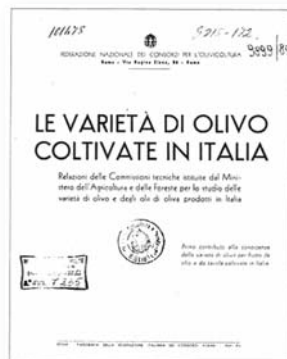 101475
S215-172
FEDERAZIONE NAZIONALE DEI CONSORZI PER L'OLIVICOLTURA
Roma - Via Regina Elena, 86 - Roma
LE VARIETÀ DI OLIVO
COLTIVATE IN ITALIA
Relazioni delle Commissioni tecniche istituite dal Mini-
stero dell'Agricoltura e delle Foreste per lo studio delle
varietà di olivo e degli oli di oliva prodotti in Italia
Primo contributo alla conoscenza
delle varietà di olivo per frutto da
olio e da tavola coltivate in Italia